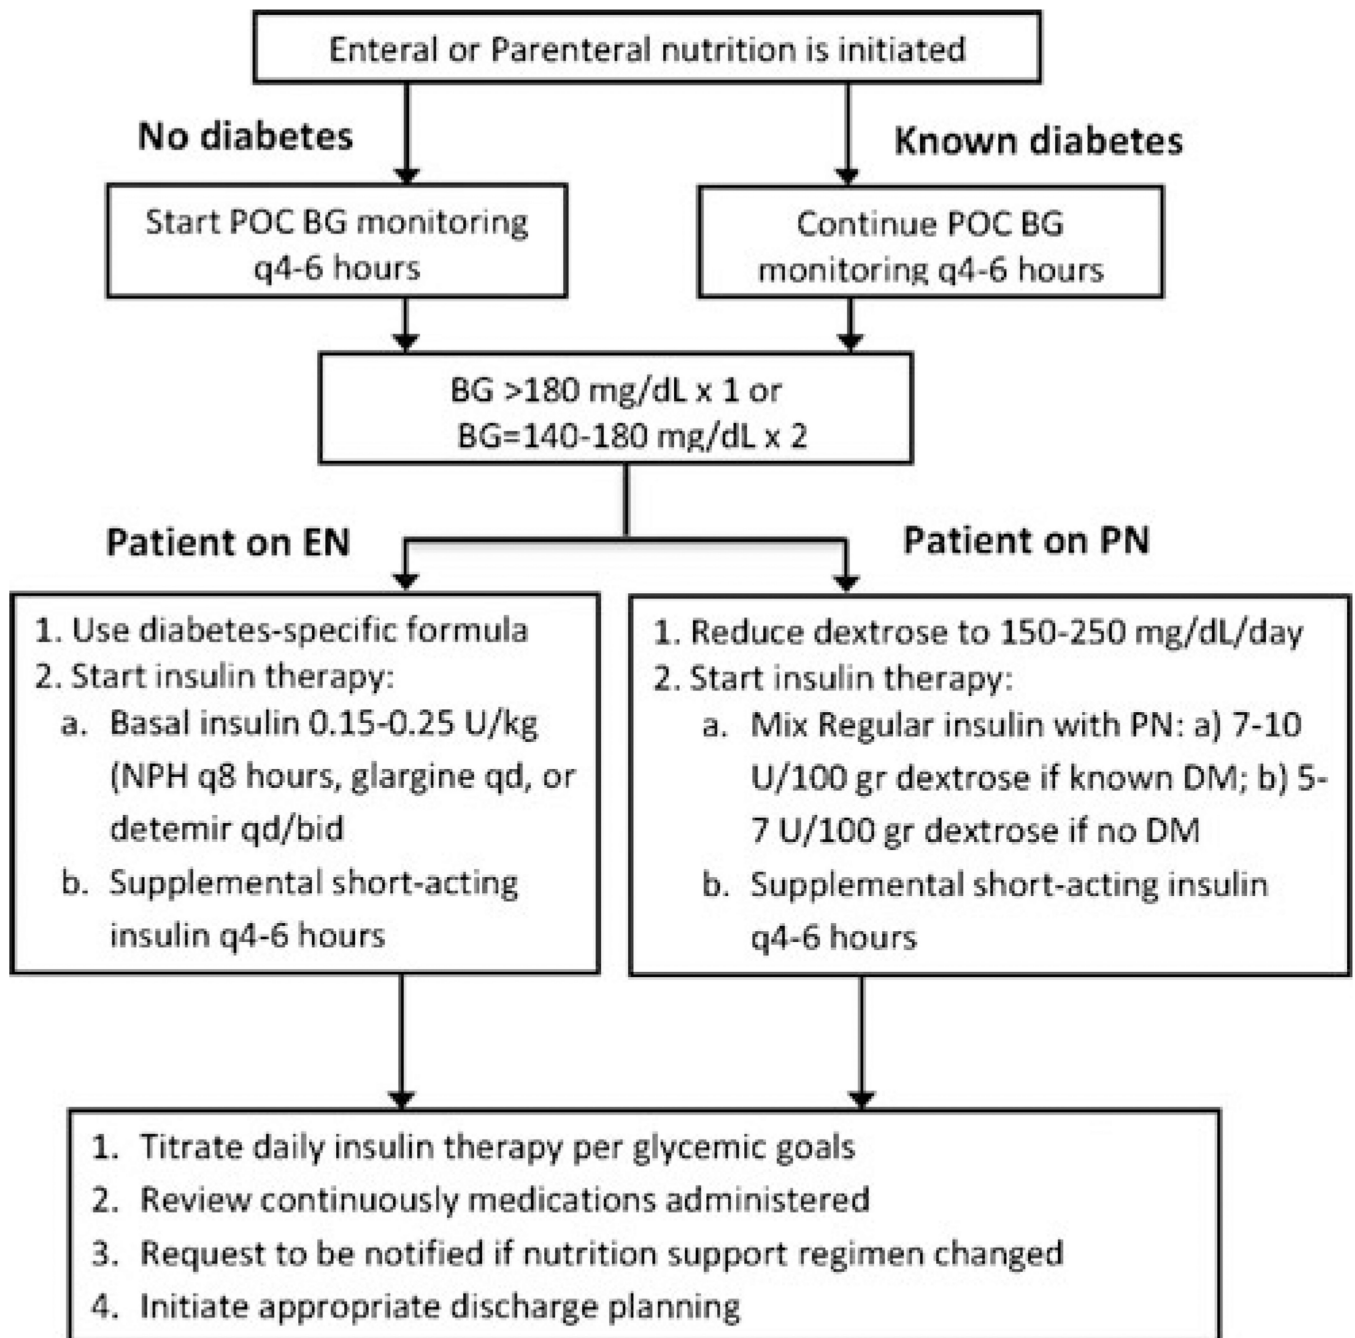 Enteral or Parenteral nutrition is initiated
No diabetes
Known diabetes
Start POC BG monitoring
q4-6 hours
Continue POC BG
monitoring q4-6 hours
BG >180 mg/dL x 1 or
BG=140-180 mg/dL x 2
Patient on EN
Patient on PN
1. Use diabetes-specific formula
2. Start insulin therapy:
a. Basal insulin 0.15-0.25 U/kg
(NPH q8 hours, glargine qd, or
detemir qd/bid
b. Supplemental short-acting
insulin q4-6 hours
1. Reduce dextrose to 150-250 mg/dL/day
2. Start insulin therapy:
a. Mix Regular insulin with PN: a) 7-10
U/100 gr dextrose if known DM; b) 5-
7 U/100 gr dextrose if no DM
b. Supplemental short-acting insulin
q4-6 hours
1. Titrate daily insulin therapy per glycemic goals
2. Review continuously medications administered
3. Request to be notified if nutrition support regimen changed
4. Initiate appropriate discharge planning